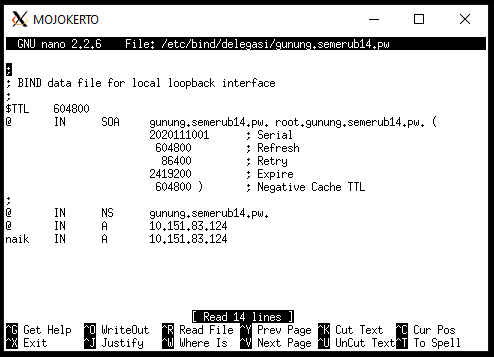 MOJOKERTO
GNU nano 2.2.6    File: /etc/bind/delegasi/gunung.semerub14.pw
;
; BIND data file for local loopback interface
;
$TTL    604800
@       IN      SOA     gunung.semerub14.pw. root.gunung.semerub14.pw. (
                        2020111001      ; Serial
                         604800         ; Refresh
                          86400         ; Retry
                        2419200         ; Expire
                         604800 )       ; Negative Cache TTL
;
@       IN      NS      gunung.semerub14.pw.
@       IN      A       10.151.83.124
naik    IN      A       10.151.83.124
[ Read 14 lines ]
^G Get Help  ^O WriteOut  ^R Read File ^Y Prev Page ^K Cut Text  ^C Cur Pos
^X Exit      ^J Justify   ^W Where Is  ^V Next Page ^U UnCut Text^T To Spell